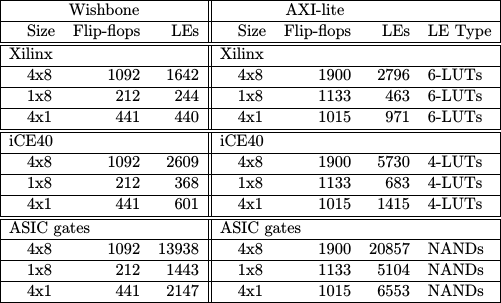 Wishbone AXI-lite
Size Flip-flops LEs Size Flip-flops LEs LE Type
Xilinx Xilinx
4x8 1092 1642 4x8 1900 2796 6-LUTs
1x8 212 244 1x8 1133 463 6-LUTs
4x1 441 440 4x1 1015 971 6-LUTs
iCE40 iCE40
4x8 1092 2609 4x8 1900 5730 4-LUTs
1x8 212 368 1x8 1133 683 4-LUTs
4x1 441 601 4x1 1015 1415 4-LUTs
ASIC gates ASIC gates
4x8 1092 13938 4x8 1900 20857 NANDs
1x8 212 1443 1x8 1133 5104 NANDs
4x1 441 2147 4x1 1015 6553 NANDs